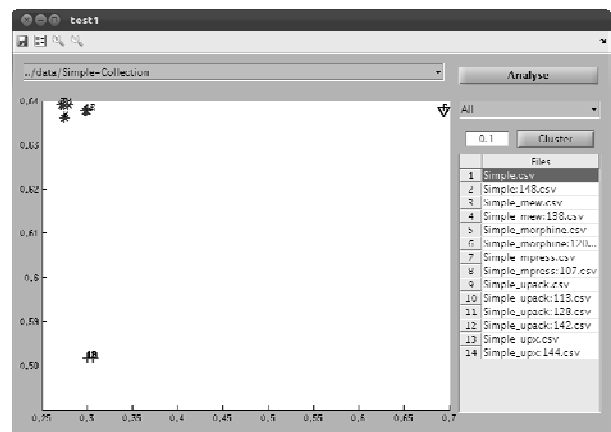 test1
../data/Simple-Collection
Analyse
All
0.1
Cluster
Files
1 Simple.csv
2 Simple:148.csv
3 Simple_mew.csv
4 Simple_mew:138.csv
5 Simple_morphine.csv
6 Simple_morphine:120...
7 Simple_mpress.csv
8 Simple_mpress:107.csv
9 Simple_upack.csv
10 Simple_upack:113.csv
11 Simple_upack:128.csv
12 Simple_upack:142.csv
13 Simple_upx.csv
14 Simple_upx:144.csv
0,64
0,63
0,62
0,61
0,6
0,59
0,58
0,25 0,3 0,35 0,4 0,45 0,5 0,55 0,6 0,65 0,7